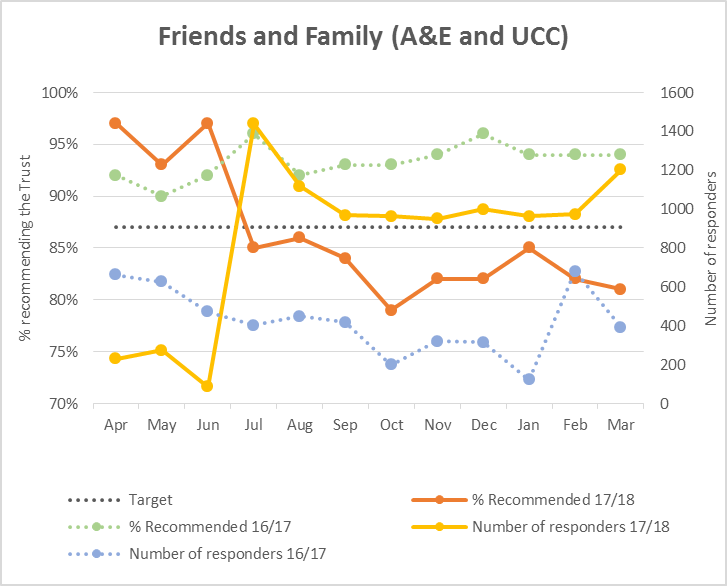 Friends and Family (A&E and UCC)
% recommending the Trust
100%
95%
90%
85%
80%
75%
70%
1600
1400
1200
1000
800
600
400
200
0
Number of responders
Apr May Jun Jul Aug Sep Oct Nov Dec Jan Feb Mar
Target
% Recommended 17/18
% Recommended 16/17
Number of responders 17/18
Number of responders 16/17